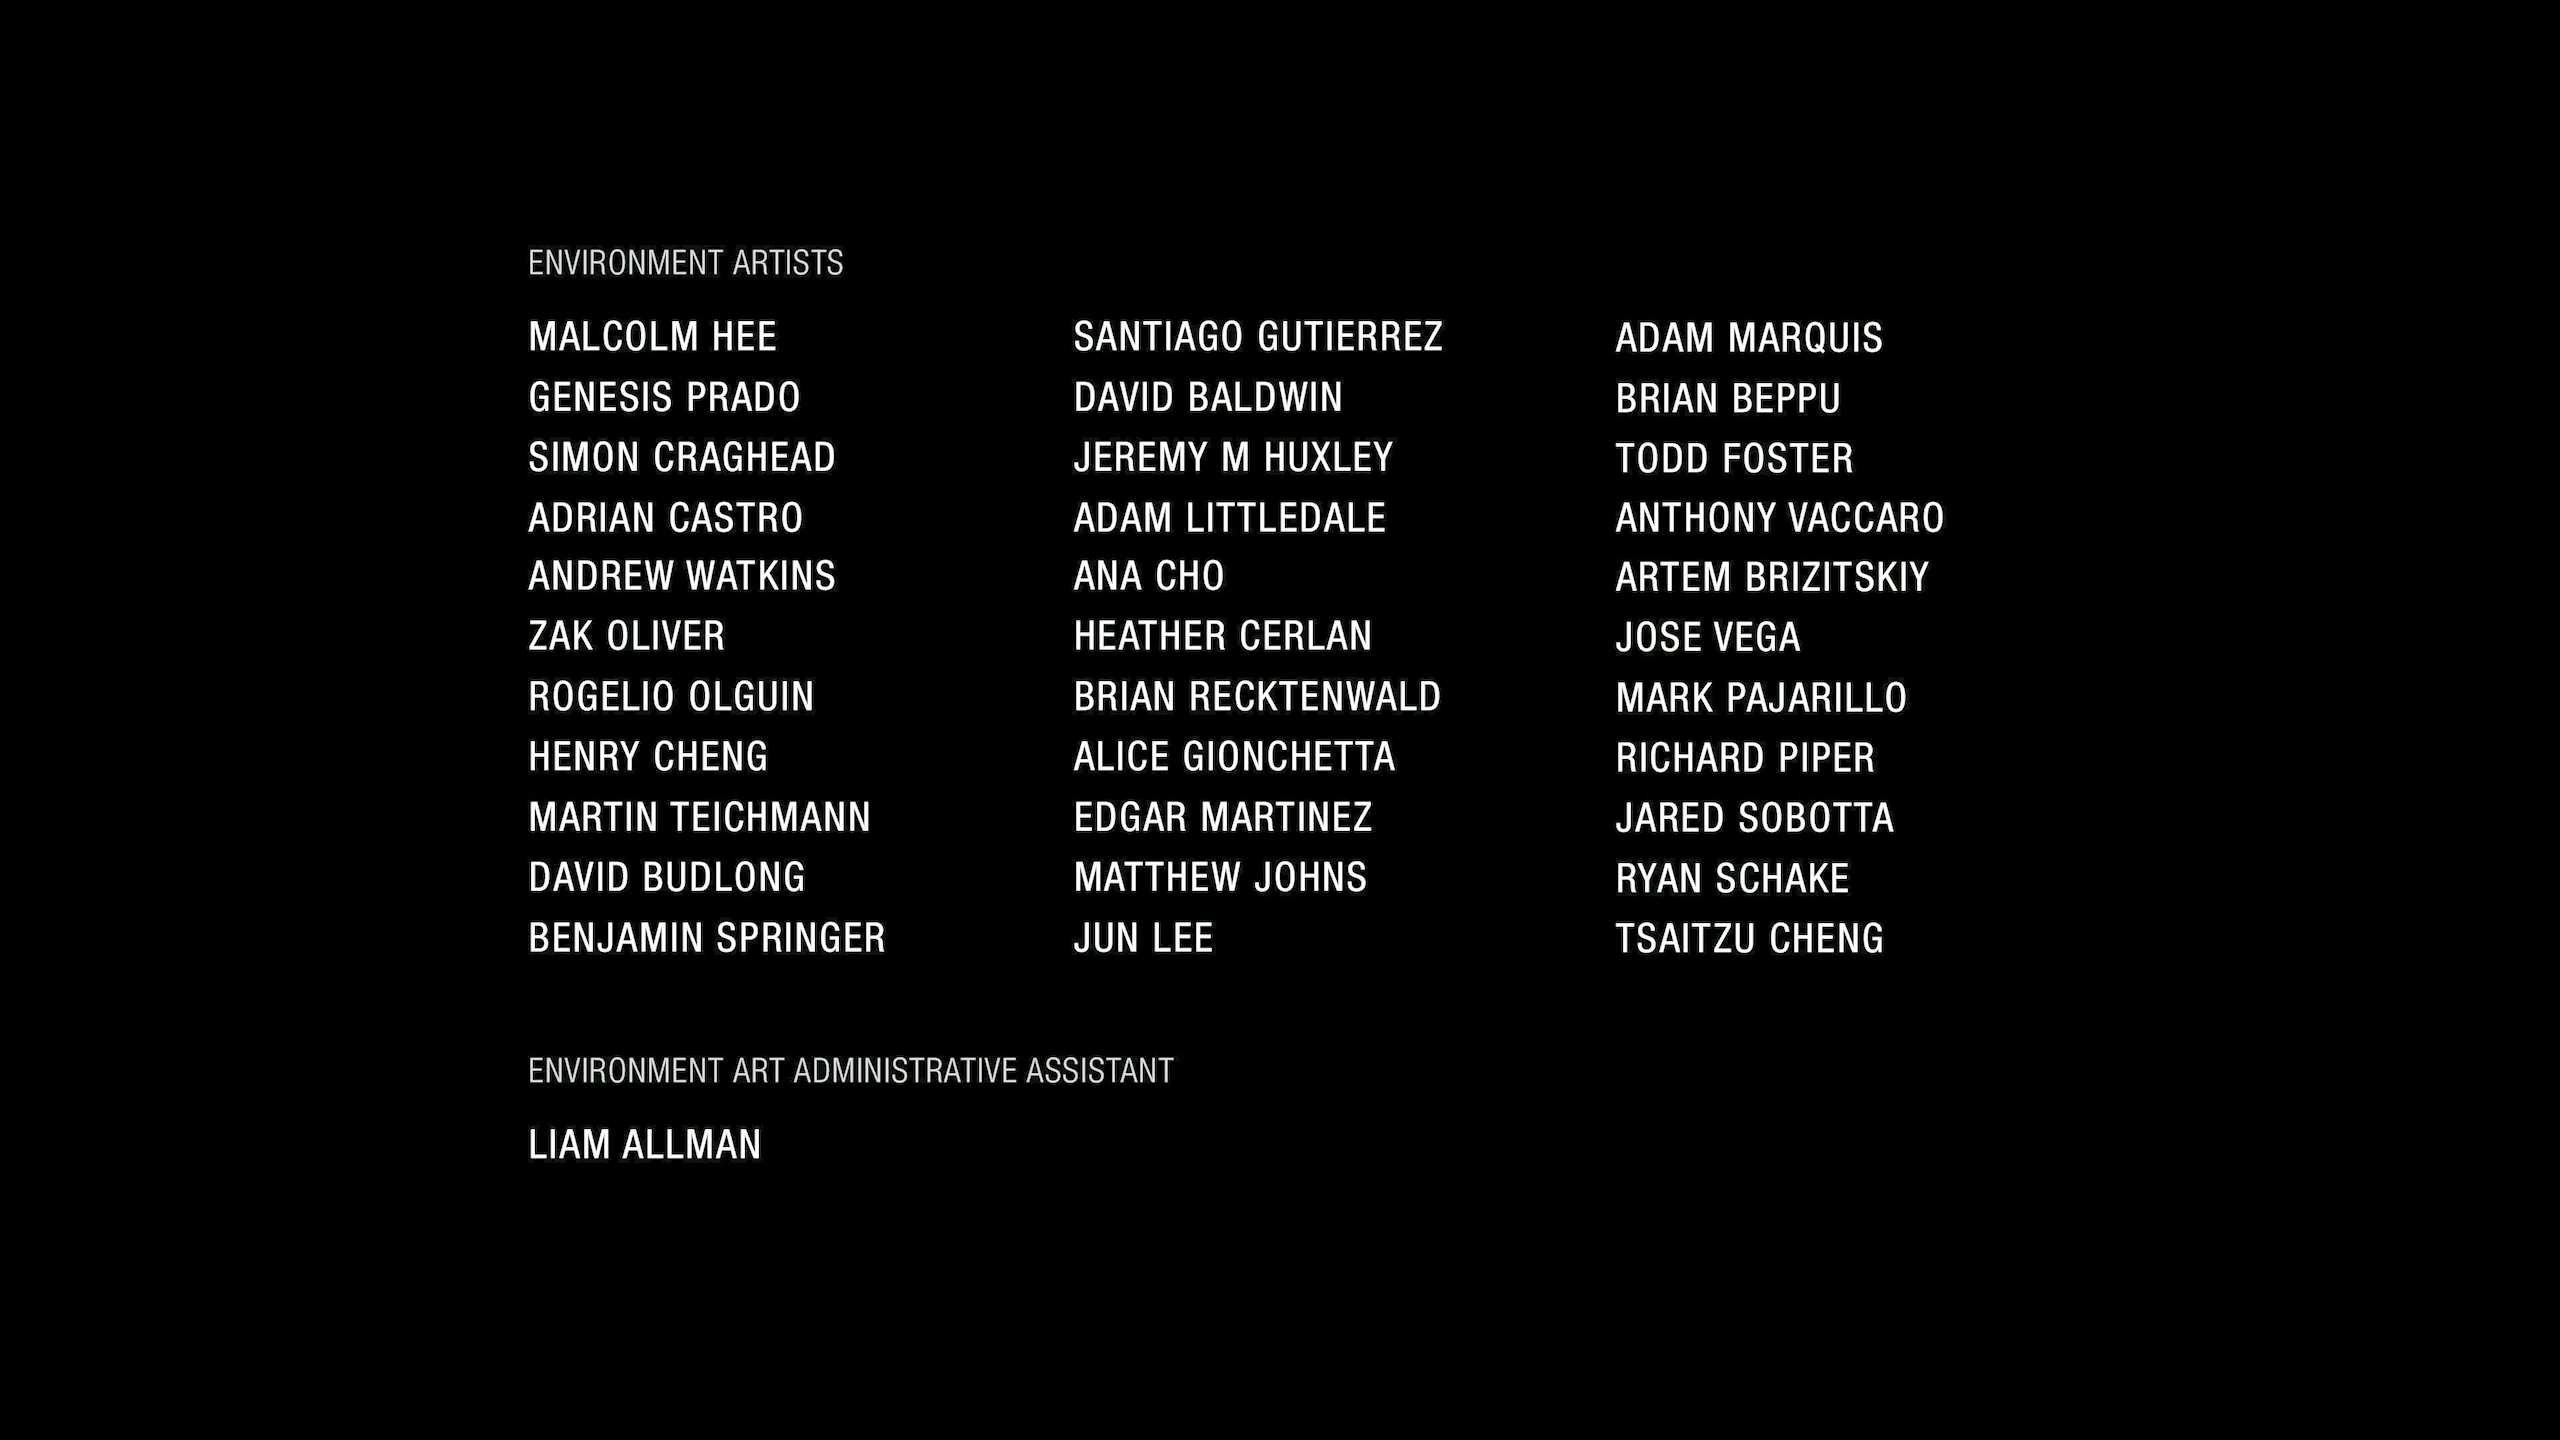 ENVIRONMENT ARTISTS
MALCOLM HEE
GENESIS PRADO
SIMON CRAGHEAD
ADRIAN CASTRO
ANDREW WATKINS
ZAK OLIVER
ROGELIO OLGUIN
HENRY CHENG
MARTIN TEICHMANN
DAVID BUDLONG
BENJAMIN SPRINGER
SANTIAGO GUTIERREZ
DAVID BALDWIN
JEREMY M HUXLEY
ADAM LITTLEDALE
ANA CHO
HEATHER CERLAN
BRIAN RECKTENWALD
ALICE GIONCHETTA
EDGAR MARTINEZ
MATTHEW JOHNS
JUN LEE
ADAM MARQUIS
BRIAN BEPPU
TODD FOSTER
ANTHONY VACCARO
ARTEM BRIZITSKIY
JOSE VEGA
MARK PAJARILLO
RICHARD PIPER
JARED SOBOTTA
RYAN SCHAKE
TSAITZU CHENG
ENVIRONMENT ART ADMINISTRATIVE ASSISTANT
LIAM ALLMAN